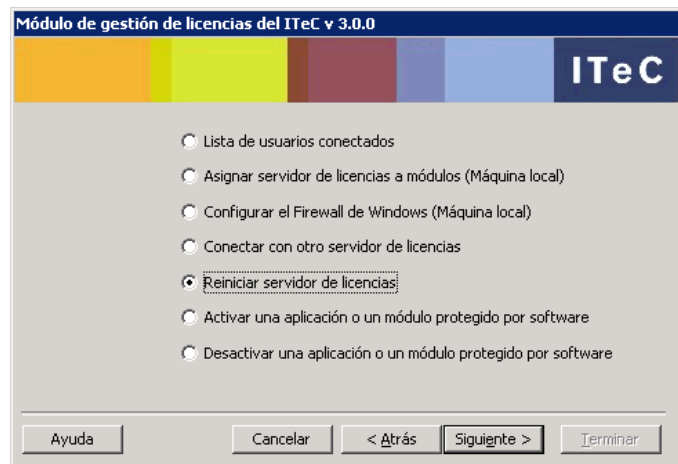 Módulo de gestión de licencias del ITeC v 3.0.0
ITeC
Lista de usuarios conectados
Asignar servidor de licencias a módulos (Máquina local)
Configurar el Firewall de Windows (Máquina local)
Conectar con otro servidor de licencias
Reiniciar servidor de licencias
Activar una aplicación o un módulo protegido por software
Desactivar una aplicación o un módulo protegido por software
Ayuda Cancelar < Atrás Siguiente > Terminar